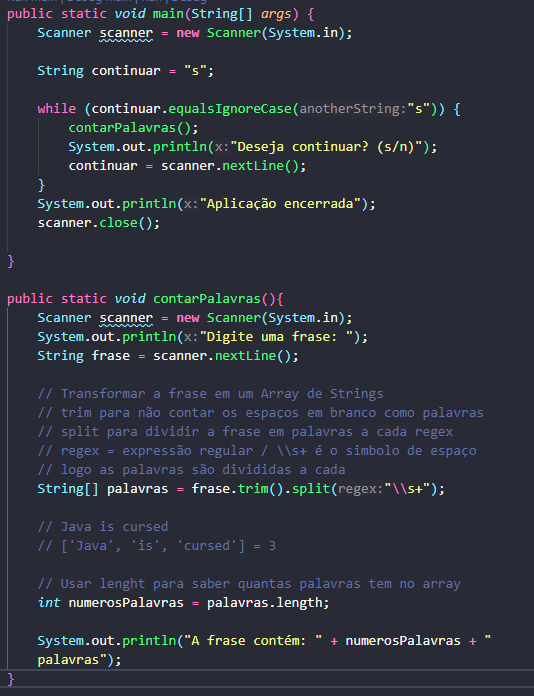 Run main | Debug main | Run | Debug
public static void main(String[] args) {
Scanner scanner = new Scanner(System.in);
String continuar = "s";
while (continuar.equalsIgnoreCase(anotherString:"s")) {
contarPalavras();
System.out.println(x:"Deseja continuar? (s/n)");
continuar = scanner.nextLine();
}
System.out.println(x:"Aplicação encerrada");
scanner.close();
}
public static void contarPalavras(){
Scanner scanner = new Scanner(System.in);
System.out.println(x:"Digite uma frase: ");
String frase = scanner.nextLine();
// Transformar a frase em um Array de Strings
// trim para não contar os espaços em branco como palavras
// split para dividir a frase em palavras a cada regex
// regex = expressão regular / \\s+ é o simbolo de espaço
// logo as palavras são divididas a cada
String[] palavras = frase.trim().split(regex:"\\s+");
// Java is cursed
// ['Java', 'is', 'cursed'] = 3
// Usar lenght para saber quantas palavras tem no array
int numerosPalavras = palavras.length;
System.out.println("A frase contém: " + numerosPalavras + "
palavras");
}